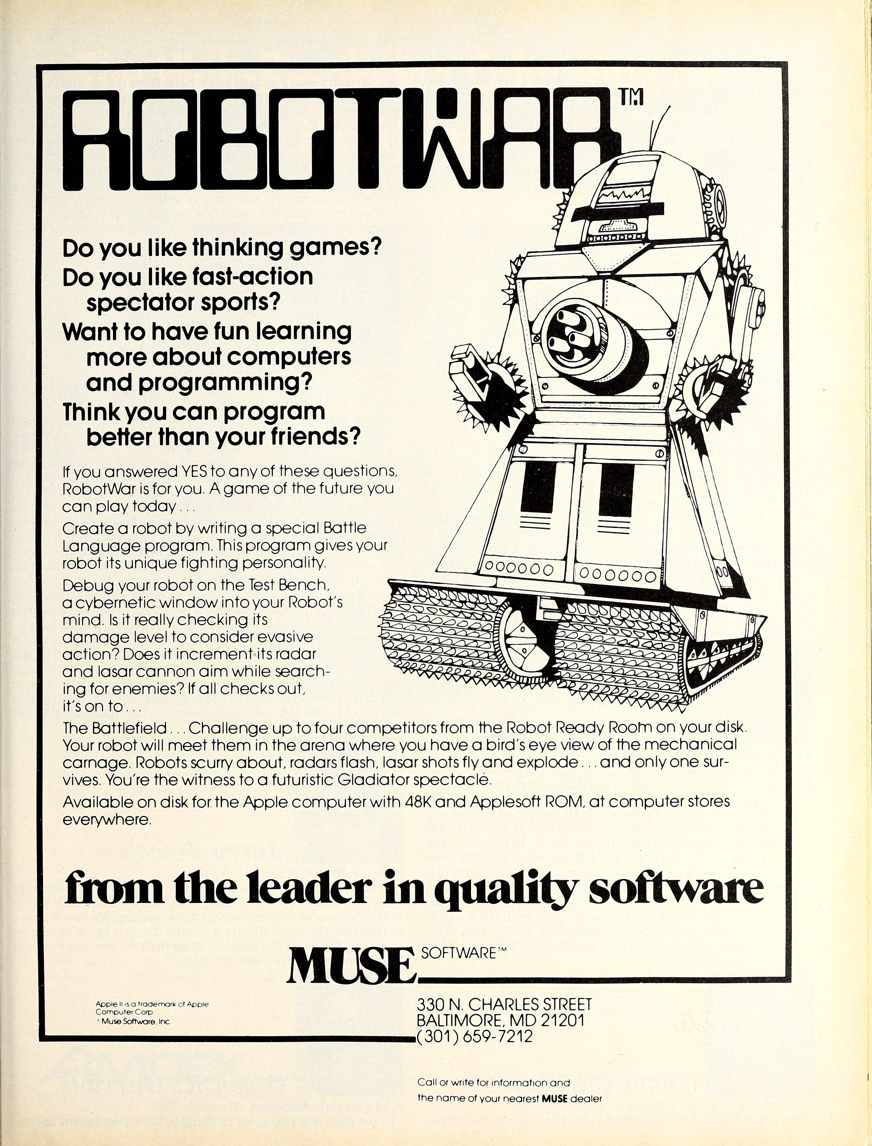 ROBOTWAR™
Do you like thinking games?
Do you like fast-action
spectator sports?
Want to have fun learning
more about computers
and programming?
Think you can program
better than your friends?
If you answered YES to any of these questions,
RobotWar is for you. A game of the future you
can play today...
Create a robot by writing a special Battle
Language program. This program gives your
robot its unique fighting personality.
Debug your robot on the Test Bench,
a cybernetic window into your Robot's
mind. Is it really checking its
damage level to consider evasive
action? Does it increment its radar
and lasar cannon aim while search-
ing for enemies? If all checks out,
it's on to...
The Battlefield... Challenge up to four competitors from the Robot Ready Room on your disk.
Your robot will meet them in the arena where you have a bird's eye view of the mechanical
carnage. Robots scurry about, radars flash, lasar shots fly and explode...and only one sur-
vives. You're the witness to a futuristic Gladiator spectacle.
Available on disk for the Apple computer with 48K and Applesoft ROM, at computer stores
everywhere.
from the leader in quality software
MUSE SOFTWARE™
Apple II is a trademark of Apple
Computer Corp
Muse Software, Inc
330 N. CHARLES STREET
BALTIMORE, MD 21201
(301) 659-7212
Call or write for information and
the name of your nearest MUSE dealer